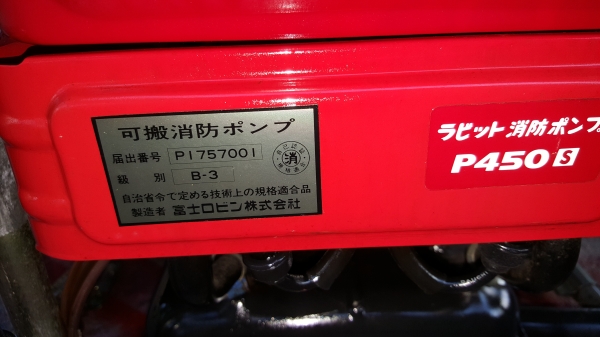 可搬消防ポンプ
届出番号 P1757001
級別 B-3
消
自治省令で定める技術上の規格適合品
製造者 富士ロビン株式会社
ラビット消防ポンプ
P450S